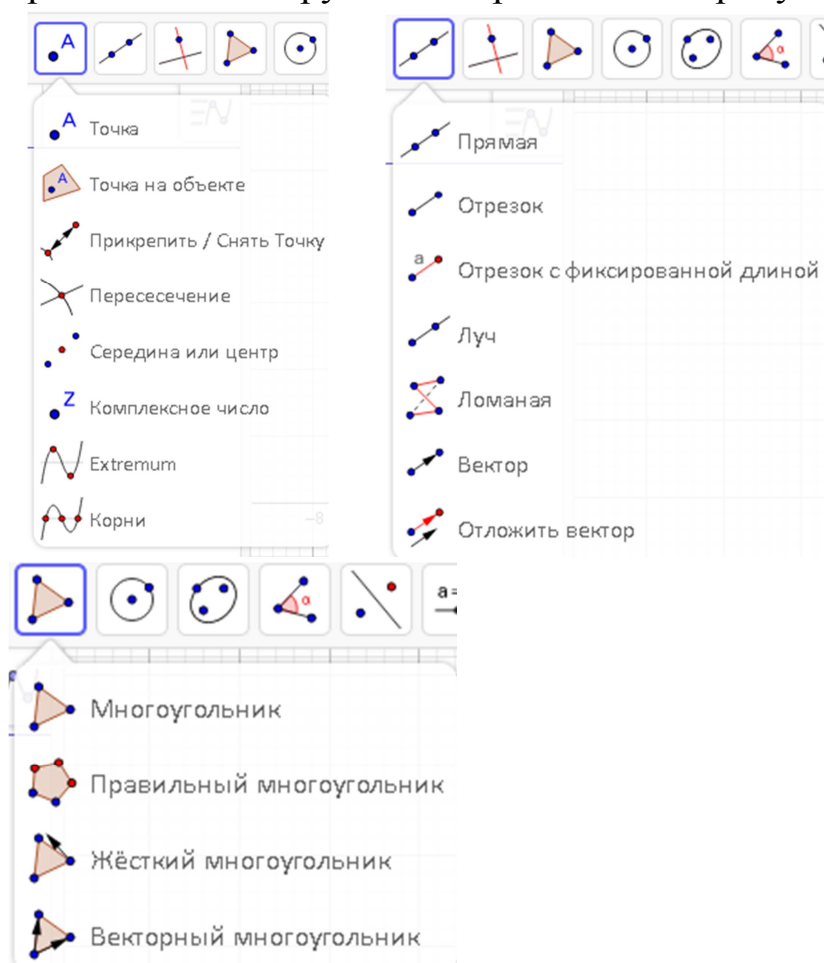 A
α
Точка
A
Точка на объекте
Прикрепить / Снять Точку
Пересесечение
Середина или центр
Z
Комплексное число
Extremum
Корни
-8
Прямая
Отрезок
a
Отрезок с фиксированной длиной
Луч
Ломаная
Вектор
Отложить вектор
α
a=
Многоугольник
Правильный многоугольник
Жёсткий многоугольник
Векторный многоугольник